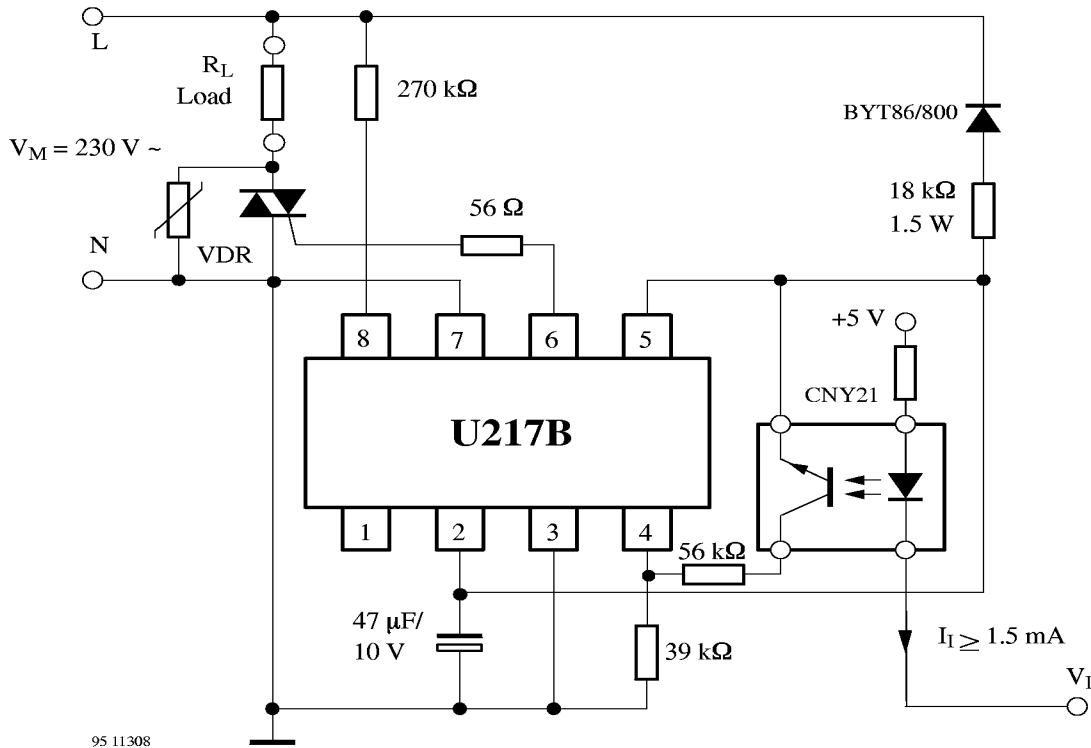 L
R_L
Load
270 kΩ
BYT86/800
V_M = 230 V ~
18 kΩ
1.5 W
56 Ω
N
VDR
8
7
6
5
+5 V
CNY21
U217B
1
2
3
4
56 kΩ
47 μF/
10 V
39 kΩ
I_I ≥ 1.5 mA
V_I
95 11308